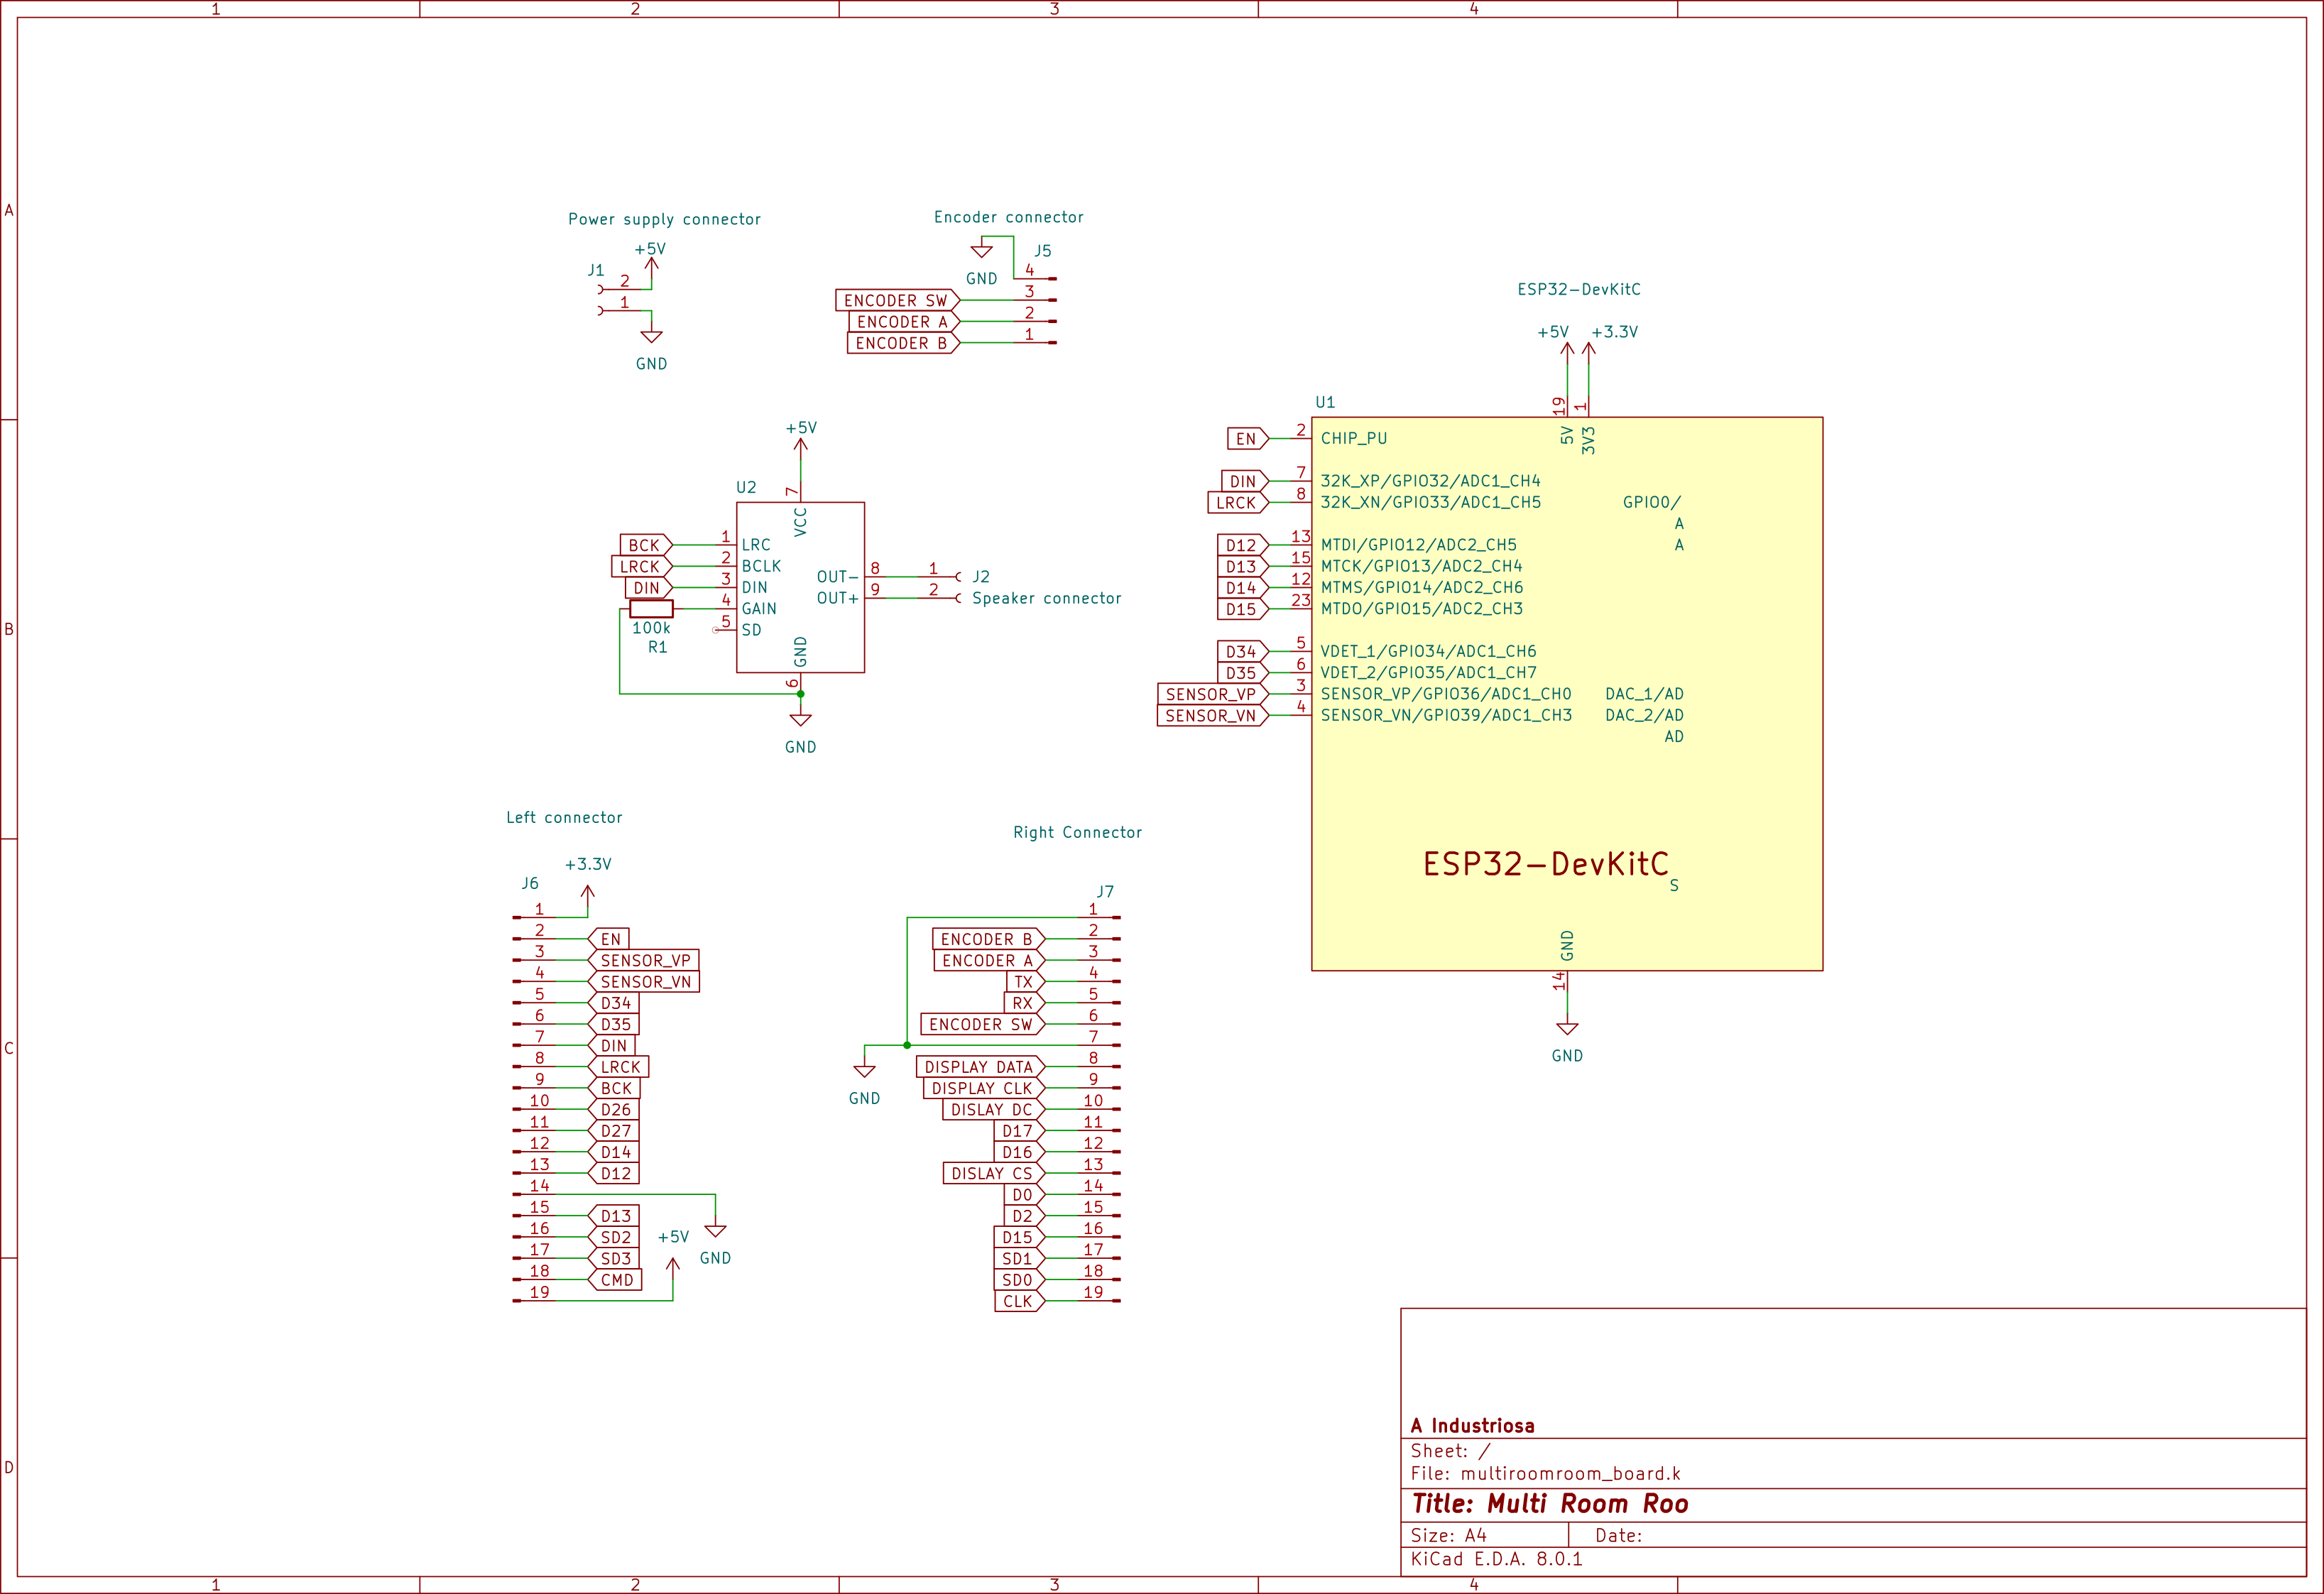 1 2 3 4
A
B
C
D
Power supply connector
+5V
J1
2
1
GND
Encoder connector
J5
GND
4
ENCODER SW 3
ENCODER A 2
ENCODER B 1
+5V
U2
7
VCC
BCK 1 LRC
LRCK 2 BCLK
DIN 3 DIN
4 GAIN
5 SD
100k
R1
OUT- 8 1 J2
OUT+ 9 2 Speaker connector
GND
6
GND
ESP32-DevKitC
+5V +3.3V
U1
19 1
5V 3V3
EN 2 CHIP_PU
DIN 7 32K_XP/GPIO32/ADC1_CH4
LRCK 8 32K_XN/GPIO33/ADC1_CH5 GPIO0/
A
D12 13 MTDI/GPIO12/ADC2_CH5 A
D13 15 MTCK/GPIO13/ADC2_CH4
D14 12 MTMS/GPIO14/ADC2_CH6
D15 23 MTDO/GPIO15/ADC2_CH3
D34 5 VDET_1/GPIO34/ADC1_CH6
D35 6 VDET_2/GPIO35/ADC1_CH7
SENSOR_VP 3 SENSOR_VP/GPIO36/ADC1_CH0 DAC_1/AD
SENSOR_VN 4 SENSOR_VN/GPIO39/ADC1_CH3 DAC_2/AD
AD
ESP32-DevKitC
S
GND
14
GND
Left connector
+3.3V
J6
1
2 EN
3 SENSOR_VP
4 SENSOR_VN
5 D34
6 D35
7 DIN
8 LRCK
9 BCK
10 D26
11 D27
12 D14
13 D12
14
15 D13
16 SD2
17 SD3
18 CMD
19
+5V
GND
Right Connector
J7
1
ENCODER B 2
ENCODER A 3
TX 4
RX 5
ENCODER SW 6
7
GND
DISPLAY DATA 8
DISPLAY CLK 9
DISLAY DC 10
D17 11
D16 12
DISLAY CS 13
D0 14
D2 15
D15 16
SD1 17
SD0 18
CLK 19
A Industriosa
Sheet: /
File: multiroomroom_board.k
Title: Multi Room Roo
Size: A4 Date:
KiCad E.D.A. 8.0.1
1 2 3 4